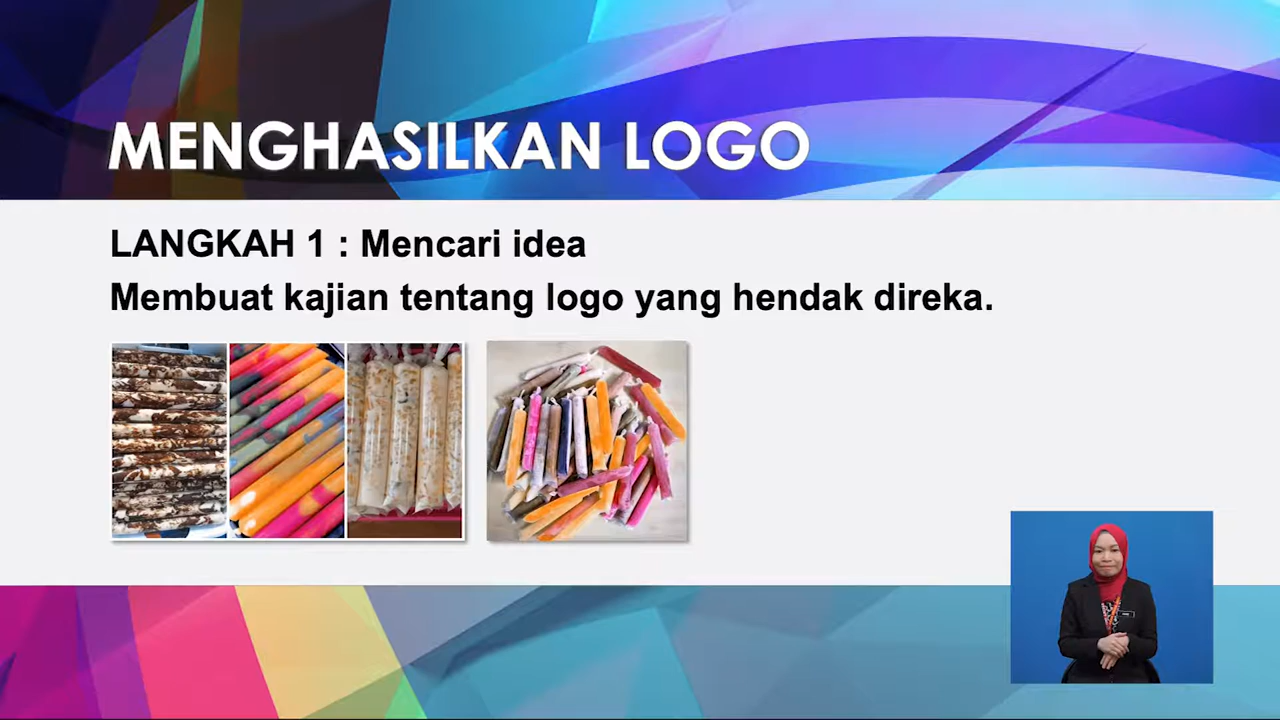 MENGHASILKAN LOGO
LANGKAH 1 : Mencari idea
Membuat kajian tentang logo yang hendak direka.